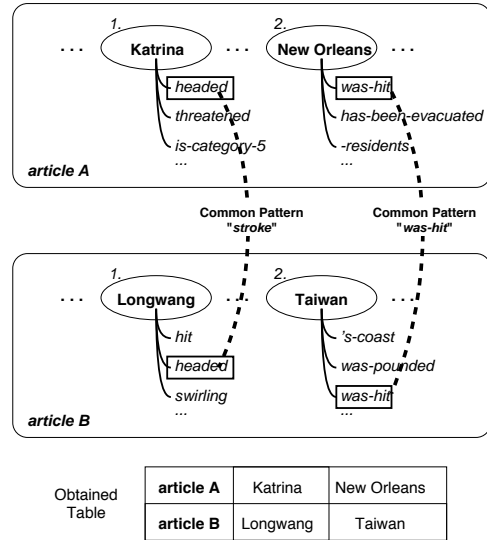 1. 2.
... Katrina ... New Orleans ...
headed was-hit
threatened has-been-evacuated
is-category-5 -residents
... ...
article A
Common Pattern Common Pattern
"stroke" "was-hit"
1. 2.
... Longwang ... Taiwan ...
hit 's-coast
headed was-pounded
swirling was-hit
... ...
article B
Obtained Table
article A Katrina New Orleans
article B Longwang Taiwan